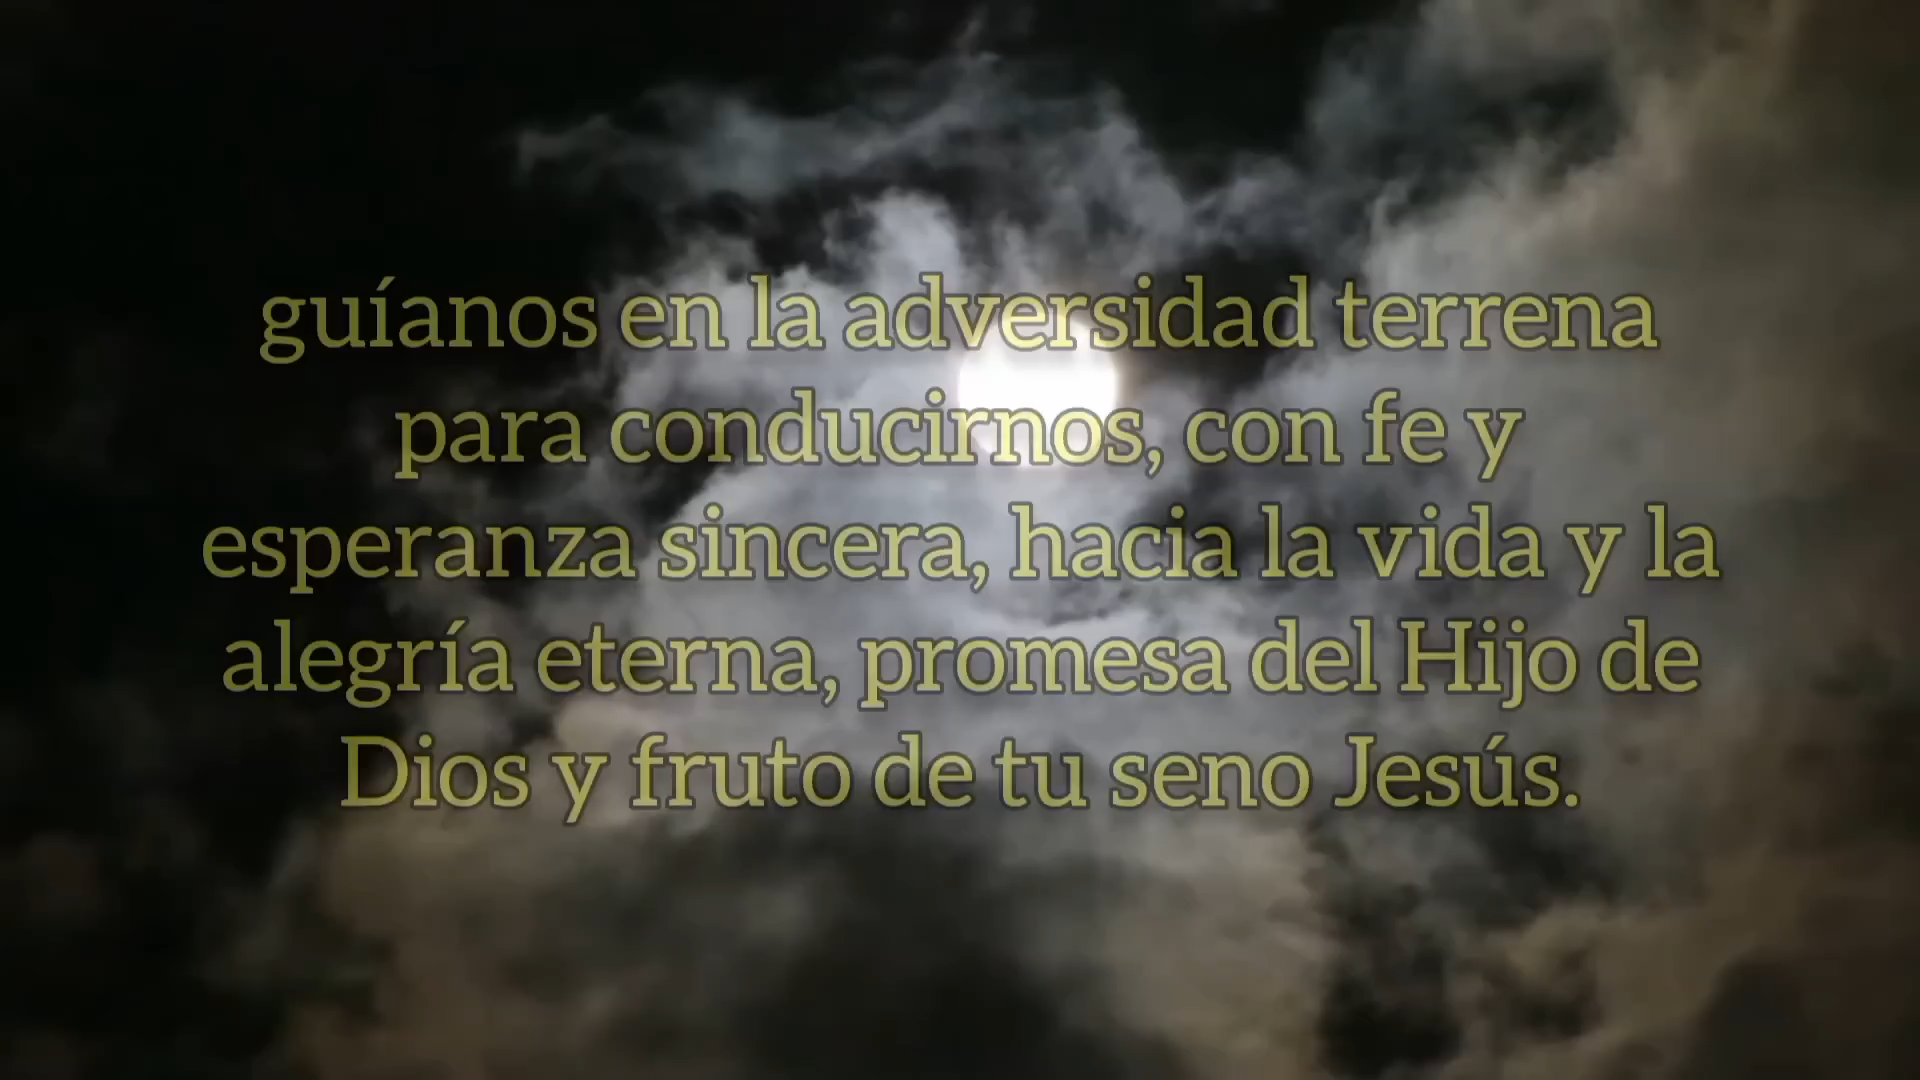 guíanos en la adversidad terrena
para conducirnos, con fe y
esperanza sincera, hacia la vida y la
alegría eterna, promesa del Hijo de
Dios y fruto de tu seno Jesús.